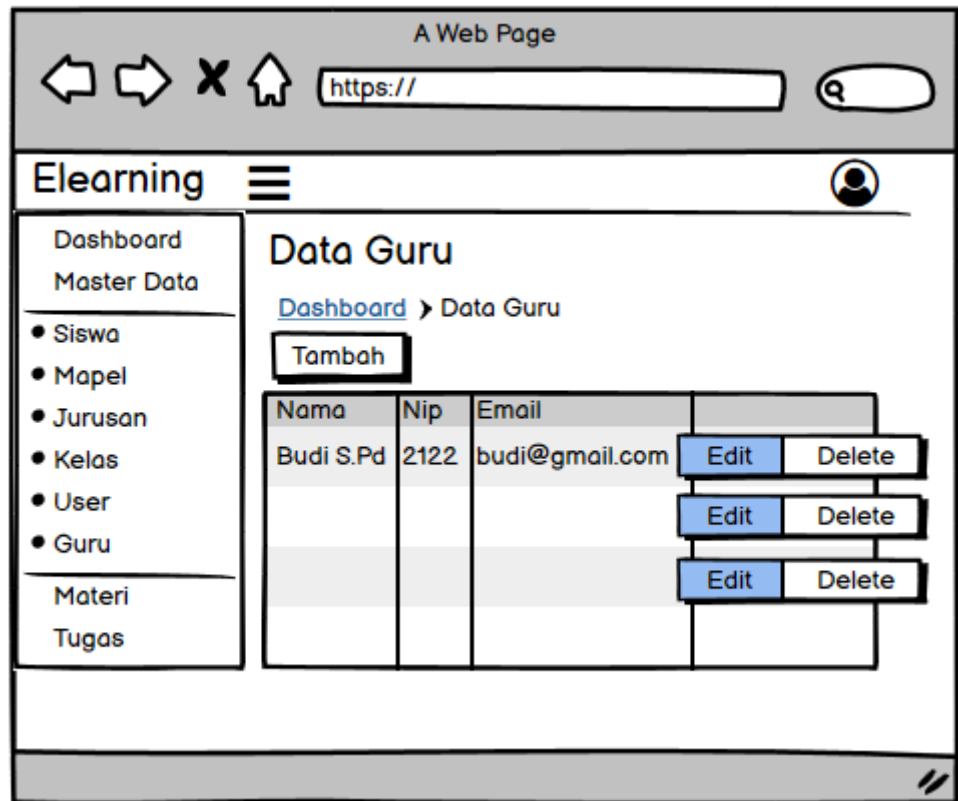 A Web Page
https://
Elearning
Dashboard
Master Data
Siswa
Mapel
Jurusan
Kelas
User
Guru
Materi
Tugas
Data Guru
Dashboard > Data Guru
Tambah
Nama Nip Email
Budi S.Pd 2122 budi@gmail.com Edit Delete
Edit Delete
Edit Delete